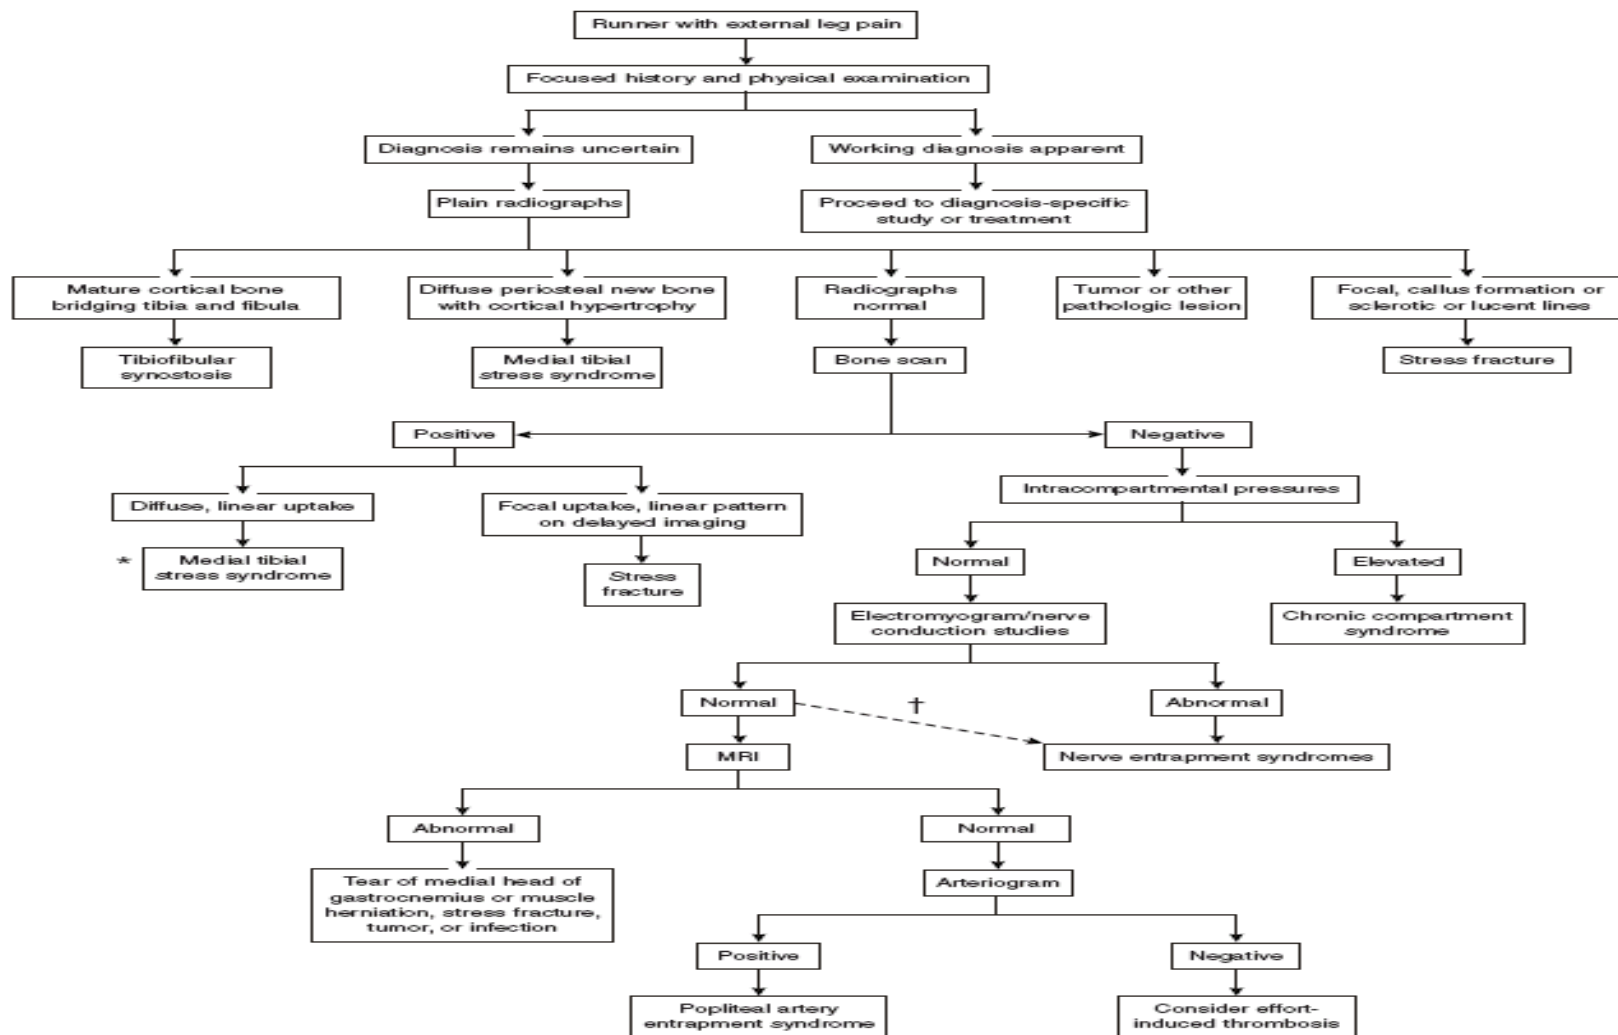 Runner with external leg pain
Focused history and physical examination
Diagnosis remains uncertain
Working diagnosis apparent
Plain radiographs
Proceed to diagnosis-specific
study or treatment
Mature cortical bone
bridging tibia and fibula
Diffuse periosteal new bone
with cortical hypertrophy
Radiographs
normal
Tumor or other
pathologic lesion
Focal, callus formation or
sclerotic or lucent lines
Tibiofibular
synostosis
Medial tibial
stress syndrome
Bone scan
Stress fracture
Positive
Negative
Diffuse, linear uptake
Focal uptake, linear pattern
on delayed imaging
Intracompartmental pressures
* Medial tibial
stress syndrome
Stress
fracture
Normal
Elevated
Electromyogram/nerve
conduction studies
Chronic compartment
syndrome
Normal
†
Abnormal
MRI
Nerve entrapment syndromes
Abnormal
Normal
Tear of medial head of
gastrocnemius or muscle
herniation, stress fracture,
tumor, or infection
Arteriogram
Positive
Negative
Popliteal artery
entrapment syndrome
Consider effort-
induced thrombosis